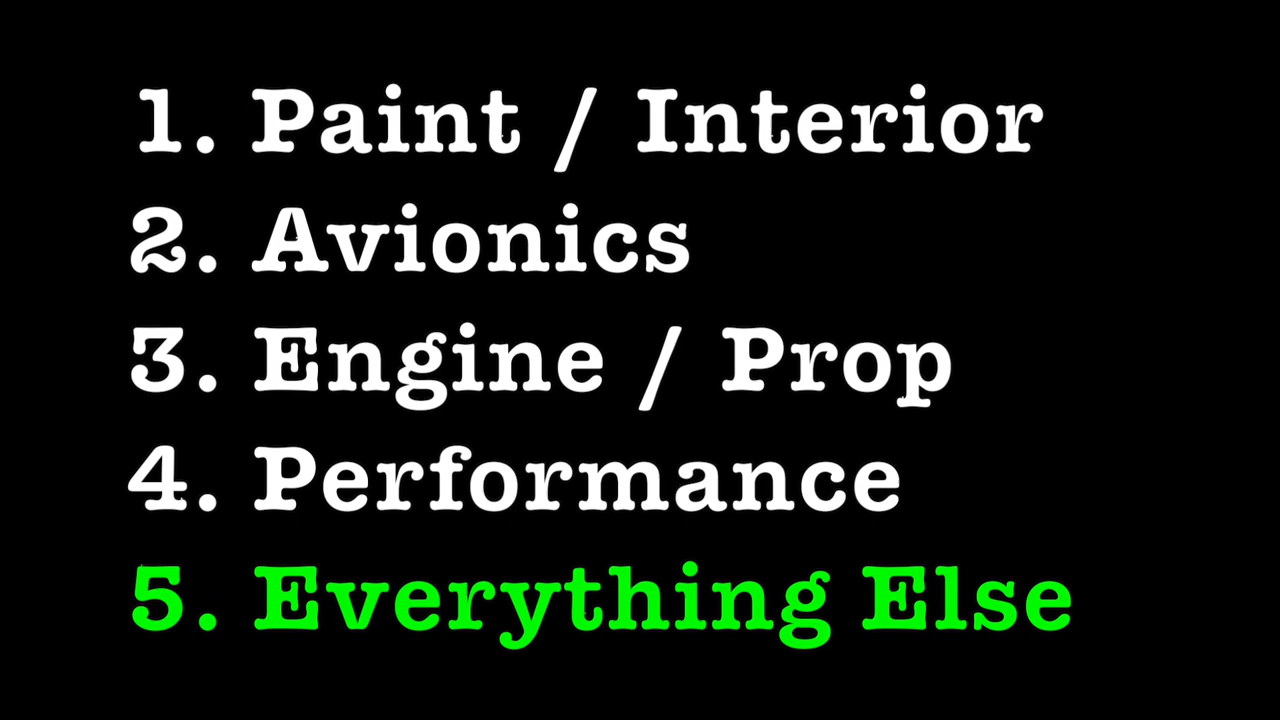 1. Paint / Interior
2. Avionics
3. Engine / Prop
4. Performance
5. Everything Else